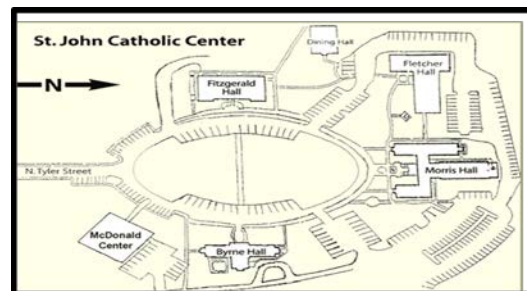 St. John Catholic Center
N
Dining Hall
Fitzgerald
Hall
Fletcher
Hall
N.Tyler Street
Morris Hall
McDonald
Center
Byrne Hall